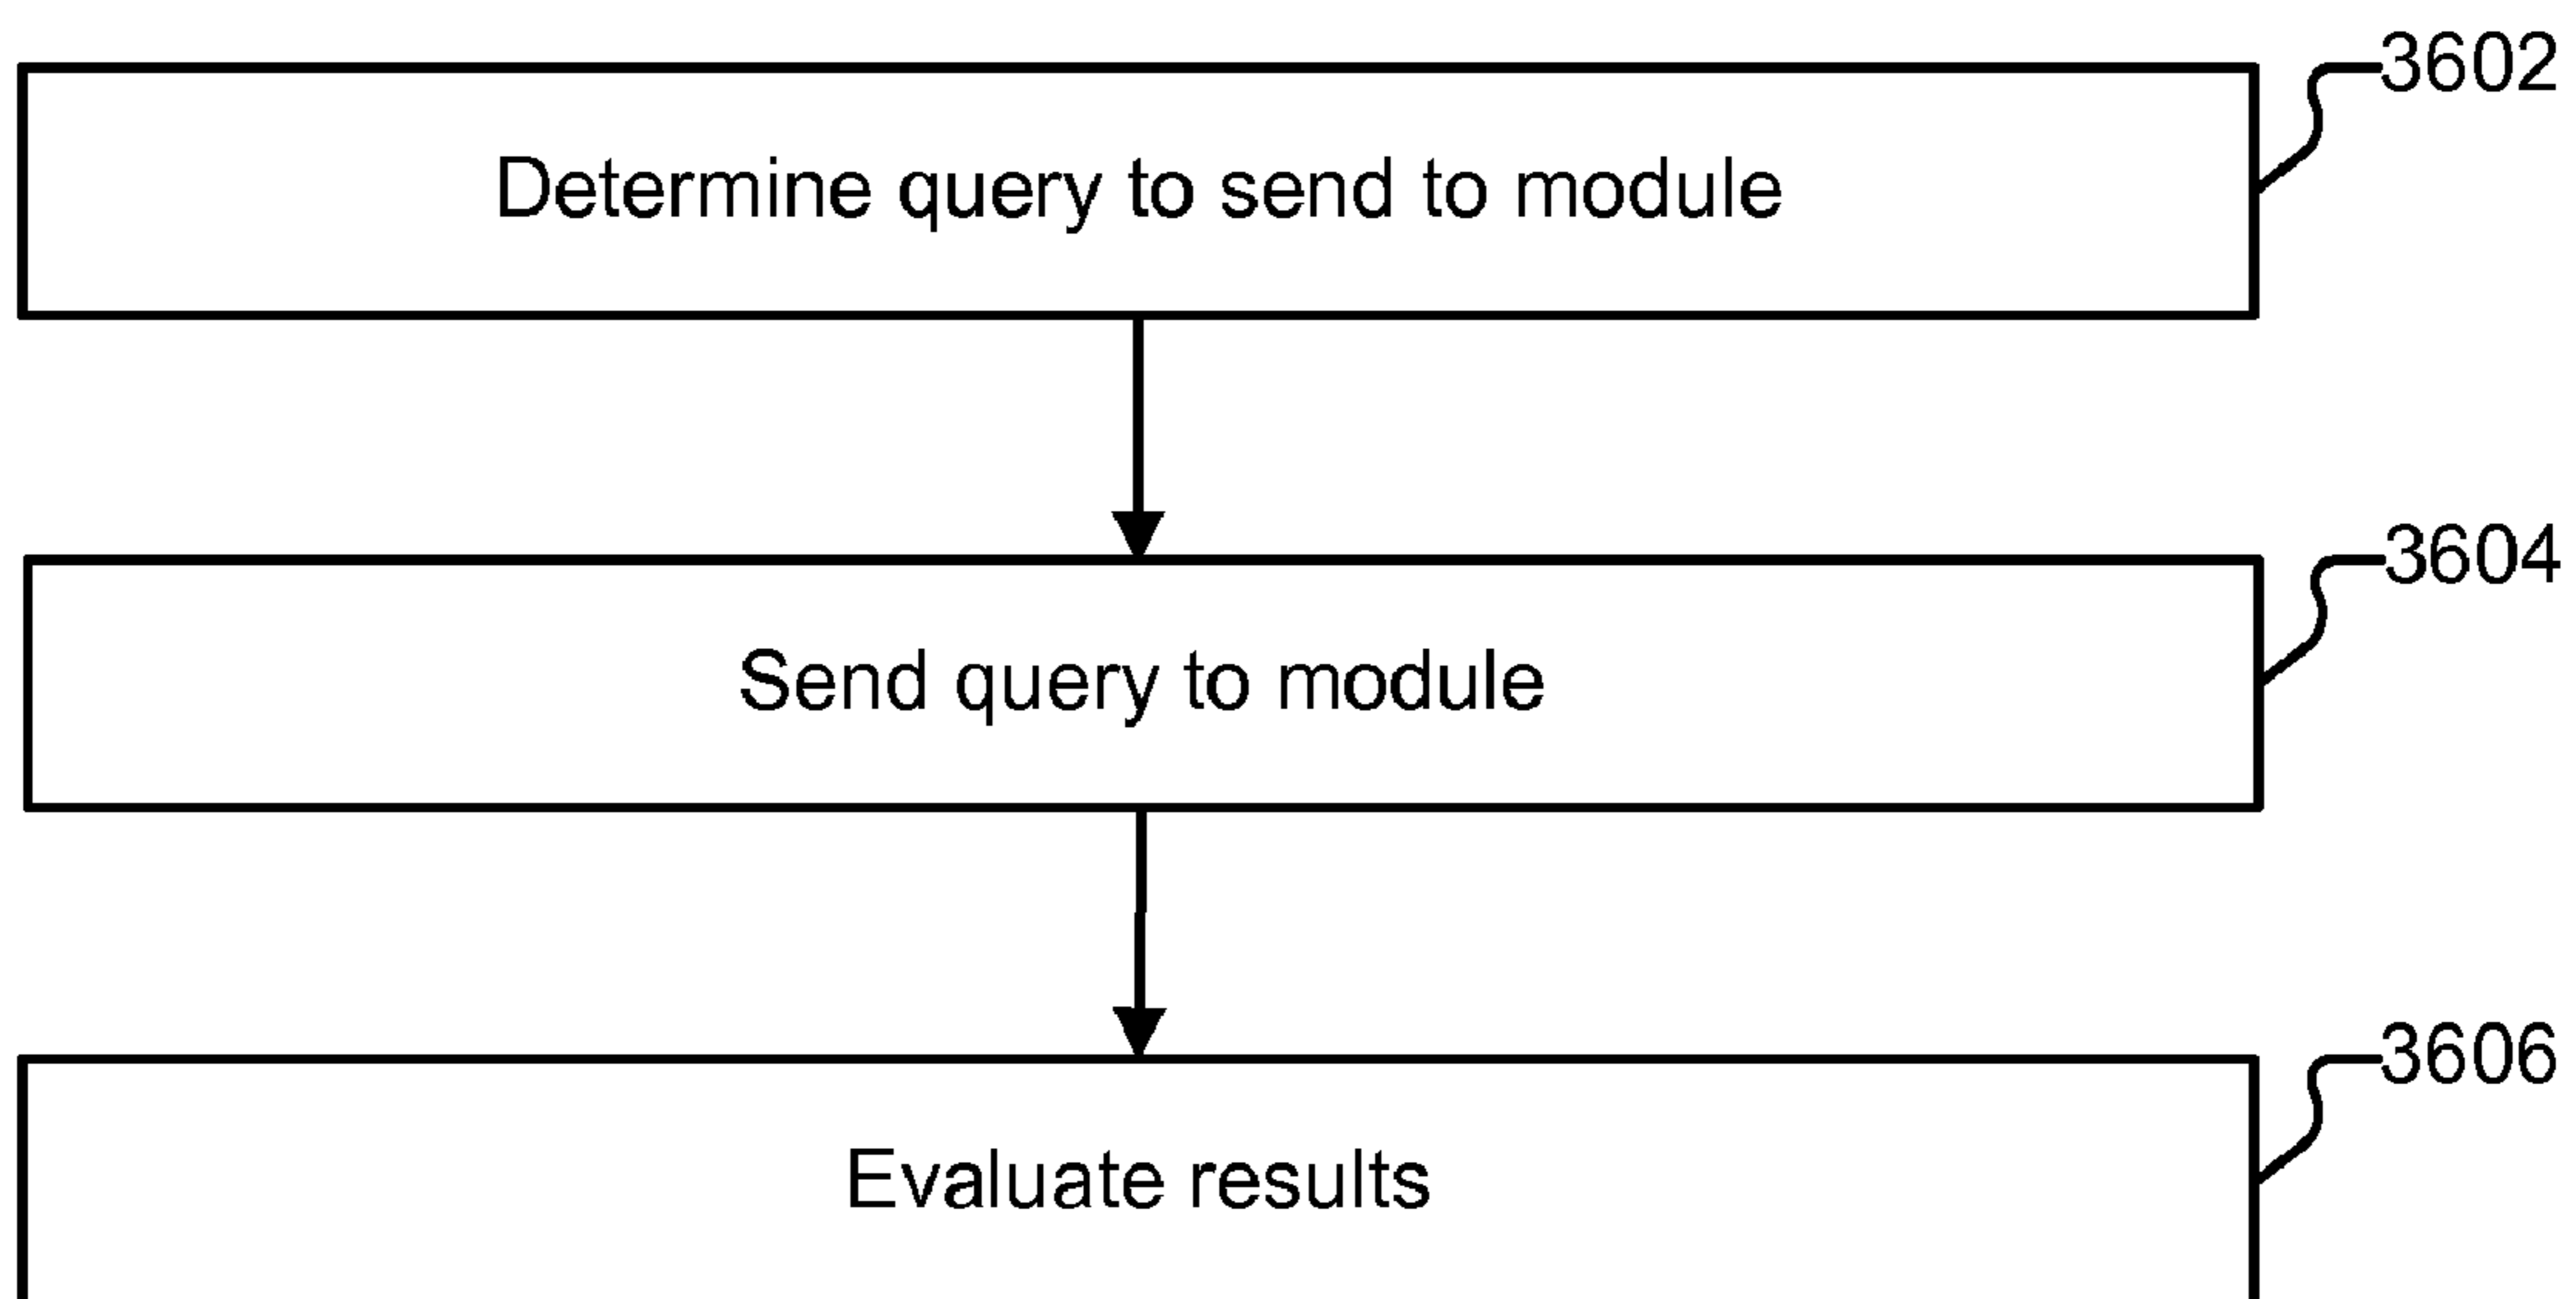 3602
Determine query to send to module
3604
Send query to module
3606
Evaluate results